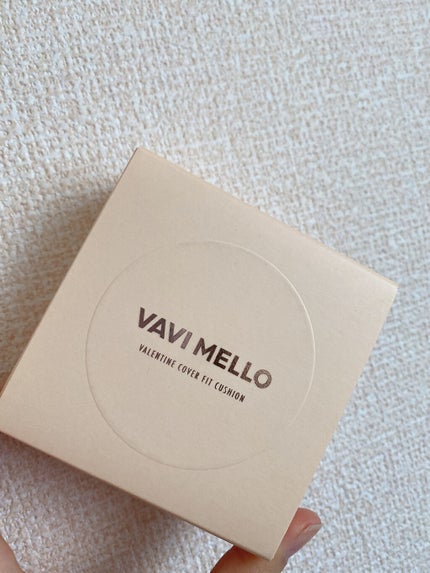 VAVI MELLO
VALENTINE COVER FIT CUSHION